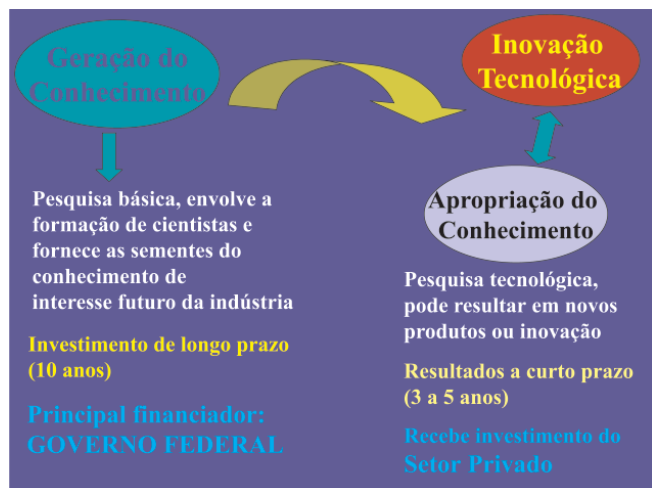 Geração do
Conhecimento
Pesquisa básica, envolve a
formação de cientistas e
fornece as sementes do
conhecimento de
interesse futuro da indústria
Investimento de longo prazo
(10 anos)
Principal financiador:
GOVERNO FEDERAL
Inovação
Tecnológica
Apropriação do
Conhecimento
Pesquisa tecnológica,
pode resultar em novos
produtos ou inovação
Resultados a curto prazo
(3 a 5 anos)
Recebe investimento do
Setor Privado